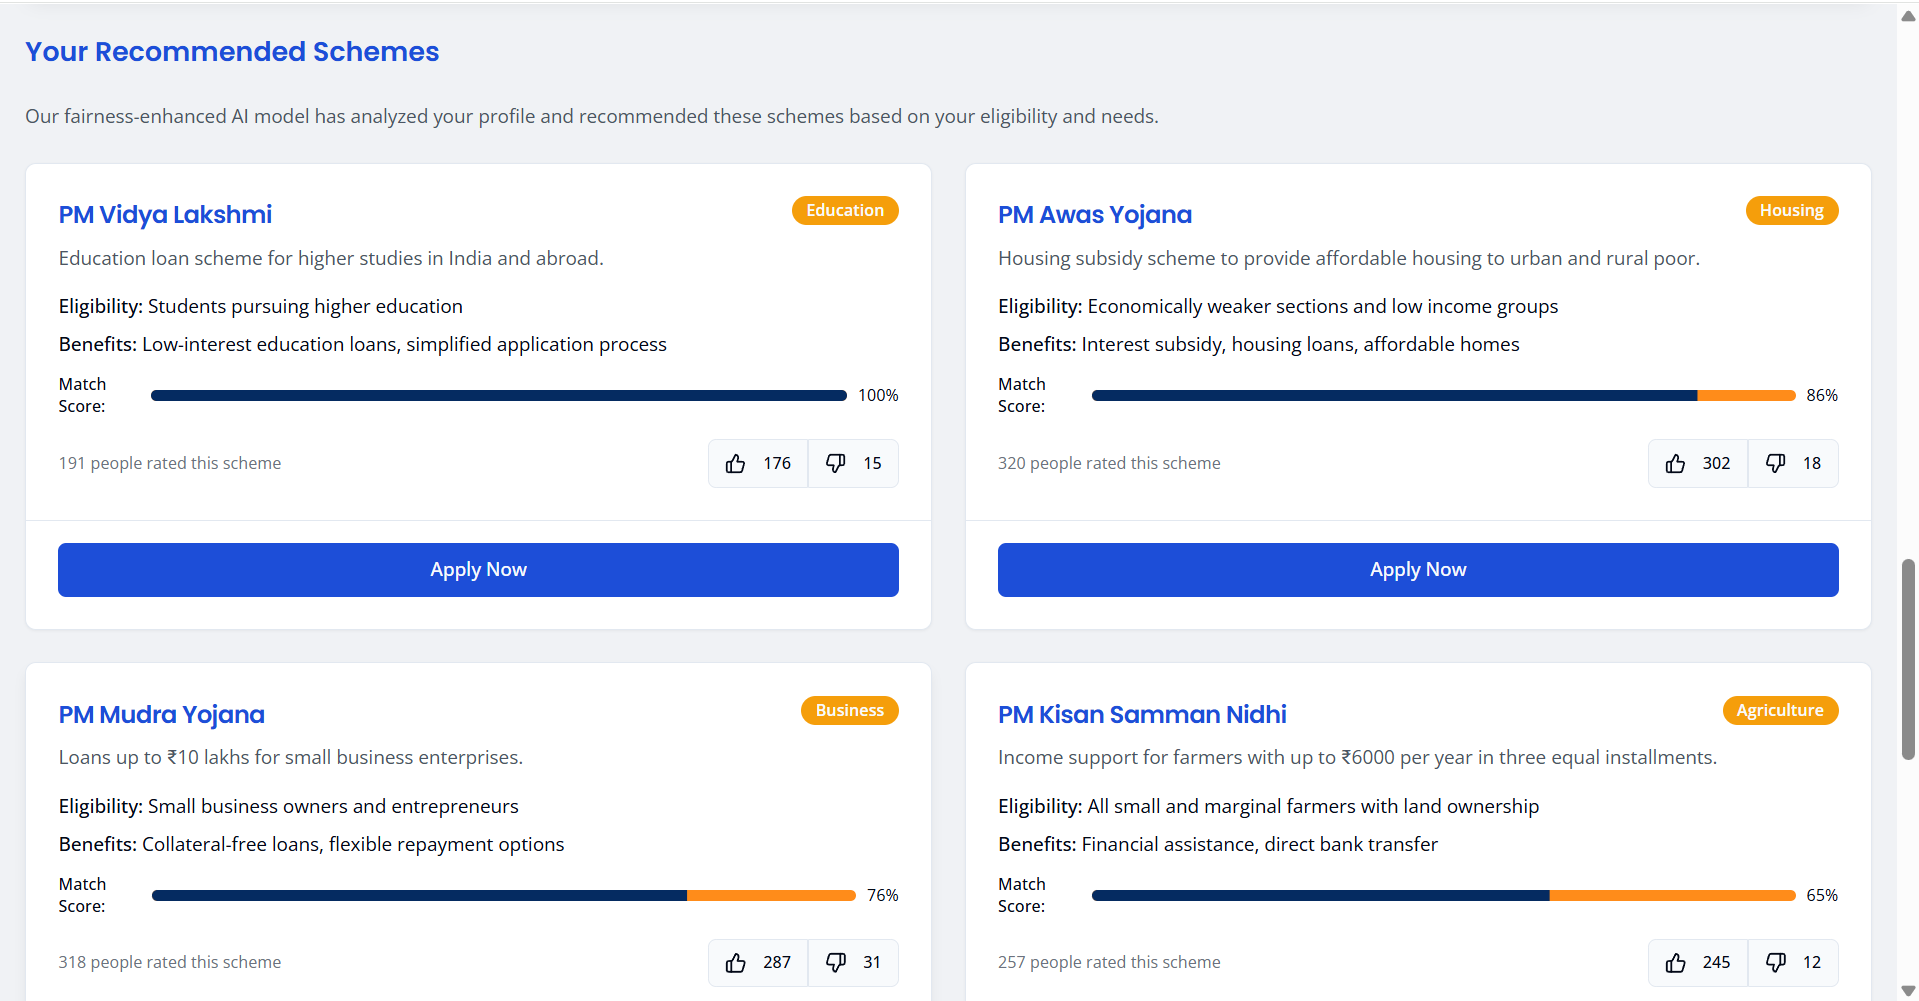 Your Recommended Schemes
Our fairness-enhanced AI model has analyzed your profile and recommended these schemes based on your eligibility and needs.
PM Vidya Lakshmi
Education
Education loan scheme for higher studies in India and abroad.
Eligibility: Students pursuing higher education
Benefits: Low-interest education loans, simplified application process
Match
Score:
100%
191 people rated this scheme
176
15
Apply Now
PM Awas Yojana
Housing
Housing subsidy scheme to provide affordable housing to urban and rural poor.
Eligibility: Economically weaker sections and low income groups
Benefits: Interest subsidy, housing loans, affordable homes
Match
Score:
86%
320 people rated this scheme
302
18
Apply Now
PM Mudra Yojana
Business
Loans up to ₹10 lakhs for small business enterprises.
Eligibility: Small business owners and entrepreneurs
Benefits: Collateral-free loans, flexible repayment options
Match
Score:
76%
318 people rated this scheme
287
31
PM Kisan Samman Nidhi
Agriculture
Income support for farmers with up to ₹6000 per year in three equal installments.
Eligibility: All small and marginal farmers with land ownership
Benefits: Financial assistance, direct bank transfer
Match
Score:
65%
257 people rated this scheme
245
12